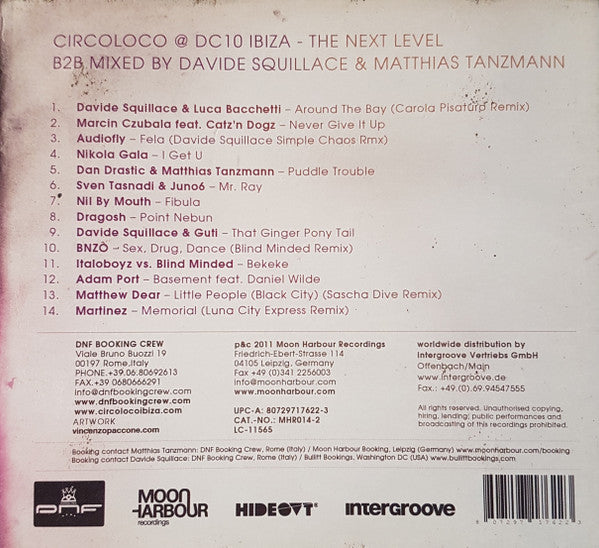 CIRCOLOCO @ DC10 IBIZA - THE NEXT LEVEL
B2B MIXED BY DAVIDE SQUILLACE & MATTHIAS TANZMANN
1. Davide Squillace & Luca Bacchetti – Around The Bay (Carola Pisaturo Remix)
2. Marcin Czubala feat. Catz'n Dogz – Never Give It Up
3. Audiofly – Fela (Davide Squillace Simple Chaos Rmx)
4. Nikola Gala – I Get U
5. Dan Drastic & Matthias Tanzmann – Puddle Trouble
6. Sven Tasnadi & Juno6 – Mr. Ray
7. Nil By Mouth – Fibula
8. Dragosh – Point Nebun
9. Davide Squillace & Guti – That Ginger Pony Tail
10. BNZO – Sex, Drug, Dance (Blind Minded Remix)
11. Italoboyz vs. Blind Minded – Bekeke
12. Adam Port – Basement feat. Daniel Wilde
13. Matthew Dear – Little People (Black City) (Sascha Dive Remix)
14. Martinez – Memorial (Luna City Express Remix)
DNF BOOKING CREW
Viale Bruno Buozzi 19
00197 Rome, Italy
PHONE.+39.06.80692613
FAX.+39 0680666291
info@dnfbookingcrew.com
www.dnfbookingcrew.com
www.circolocoibiza.com
ARTWORK
vincenzopaccone.com
p&c 2011 Moon Harbour Recordings
Friedrich-Ebert-Strasse 114
04105 Leipzig, Germany
Fax +49 (0)341 2256003
info@moonharbour.com
www.moonharbour.com
UPC-A: 80729717622-3
CAT.-NO.: MHR014-2
LC-11565
worldwide distribution by
Intergroove Vertriebs GmbH
Offenbach/Main
www.intergroove.de
Fax.: +49.(0).69.94547555
All rights reserved. Unauthorised copying,
hiring, lending, public performances and
broadcasting of this recording prohibited.
Booking contact Matthias Tanzmann: DNF Booking Crew, Rome (Italy) / Moon Harbour Booking, Leipzig (Germany) www.moonharbour.com/booking
Booking contact Davide Squillace: DNF Booking Crew, Rome (Italy) / Bullitt Bookings, Washington DC (USA) www.bullittbookings.com
DNF
MOON HARBOUR
recordings
HIDEOUT®
intergroove
8 07297 17622 3